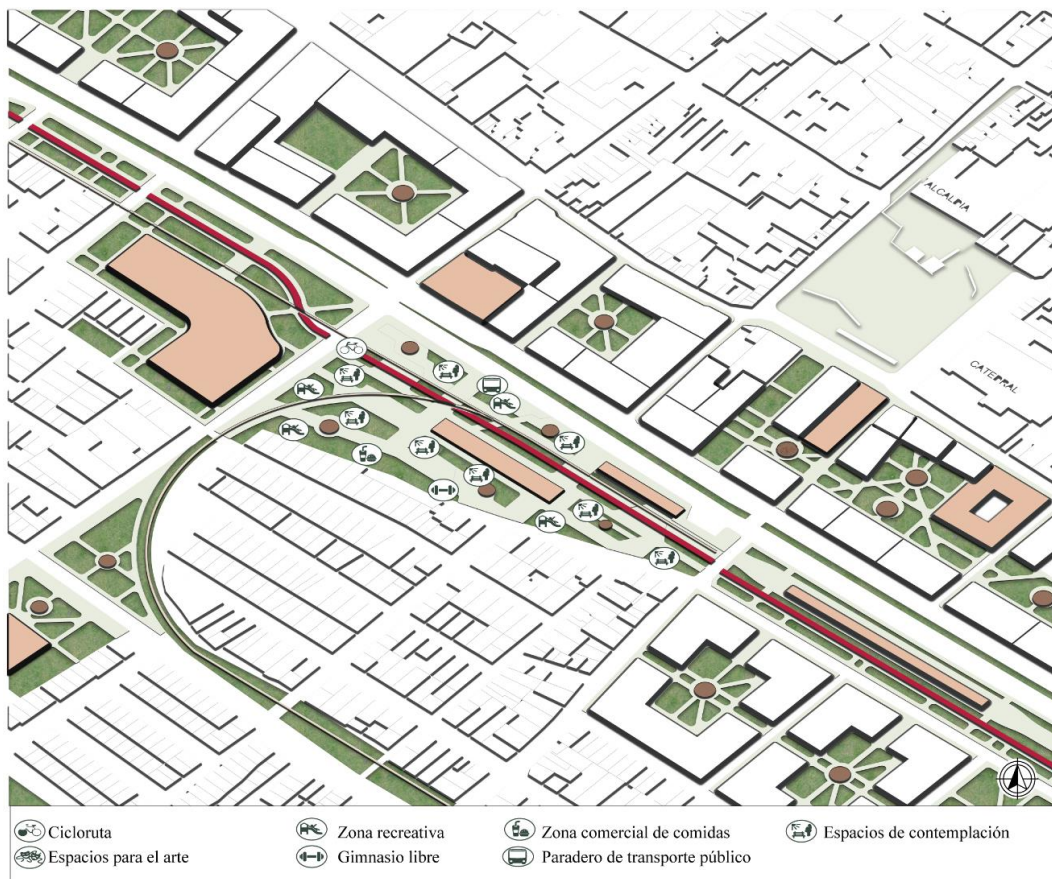 ALCALDIA
CATEDRAL
Cicloruta
Zona recreativa
Zona comercial de comidas
Espacios de contemplación
Espacios para el arte
Gimnasio libre
Paradero de transporte público